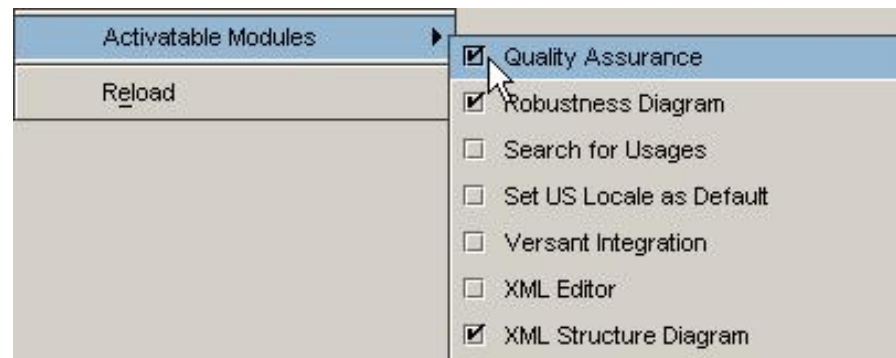 Activatable Modules
Reload
Quality Assurance
Robustness Diagram
Search for Usages
Set US Locale as Default
Versant Integration
XML Editor
XML Structure Diagram